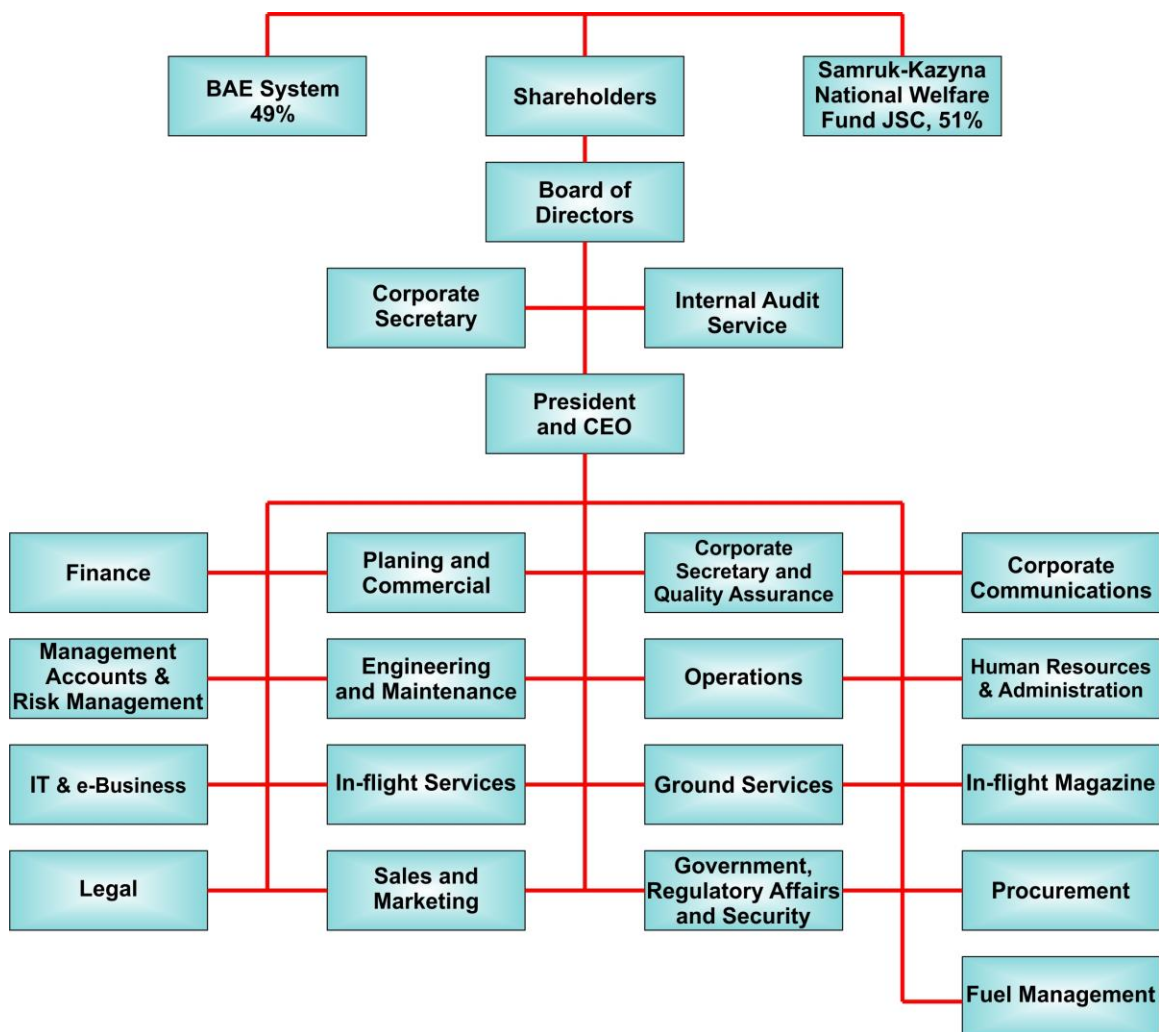 BAE System
49%
Shareholders
Samruk-Kazyna
National Welfare
Fund JSC, 51%
Board of
Directors
Corporate
Secretary
Internal Audit
Service
President
and CEO
Finance
Planing and
Commercial
Corporate
Secretary and
Quality Assurance
Corporate
Communications
Management
Accounts &
Risk Management
Engineering
and Maintenance
Operations
Human Resources
& Administration
IT & e-Business
In-flight Services
Ground Services
In-flight Magazine
Legal
Sales and
Marketing
Government,
Regulatory Affairs
and Security
Procurement
Fuel Management